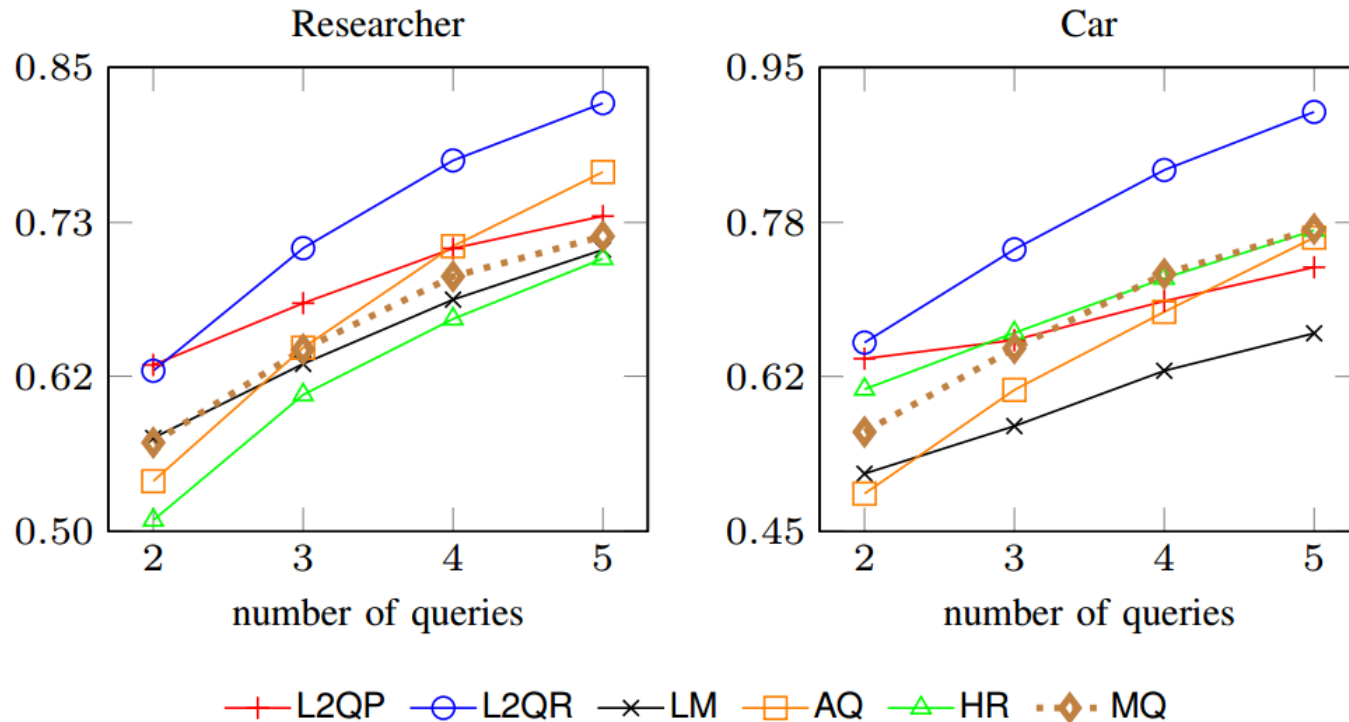 Researcher
0.85
0.73
0.62
0.50
2 3 4 5
number of queries
Car
0.95
0.78
0.62
0.45
2 3 4 5
number of queries
L2QP L2QR LM AQ HR MQ